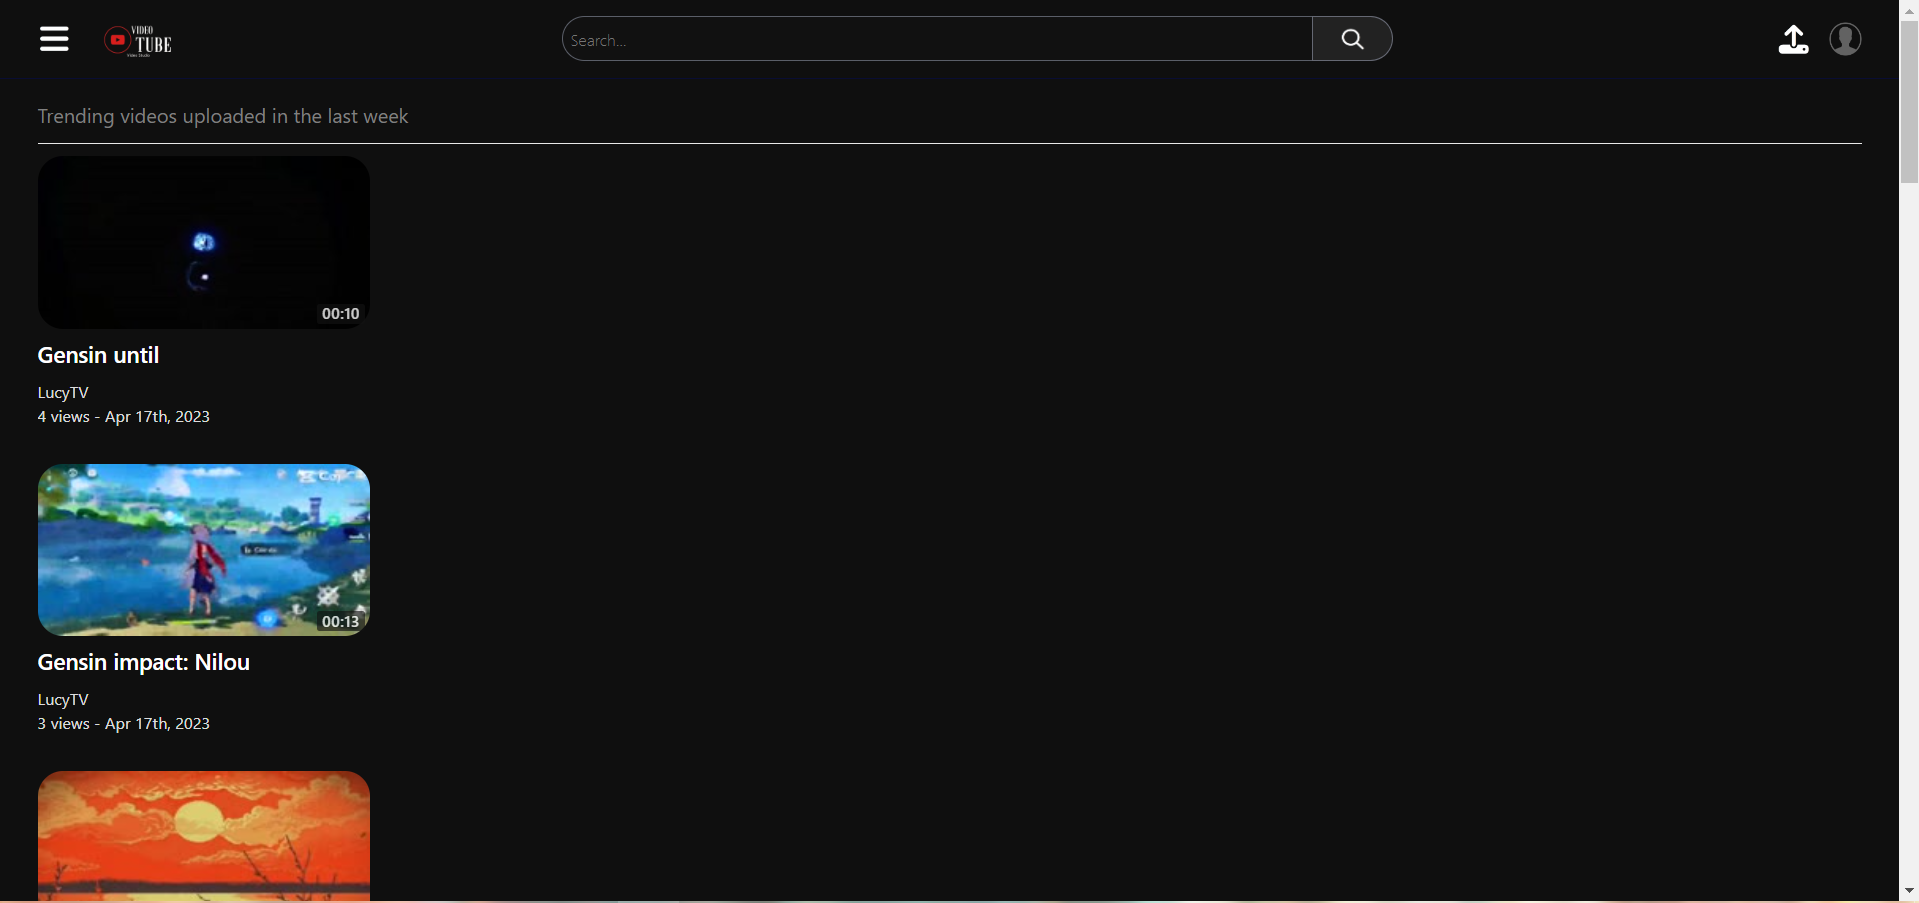 VIDEO
TUBE
Search...
Trending videos uploaded in the last week
00:10
Gensin until
LucyTV
4 views - Apr 17th, 2023
00:13
Gensin impact: Nilou
LucyTV
3 views - Apr 17th, 2023